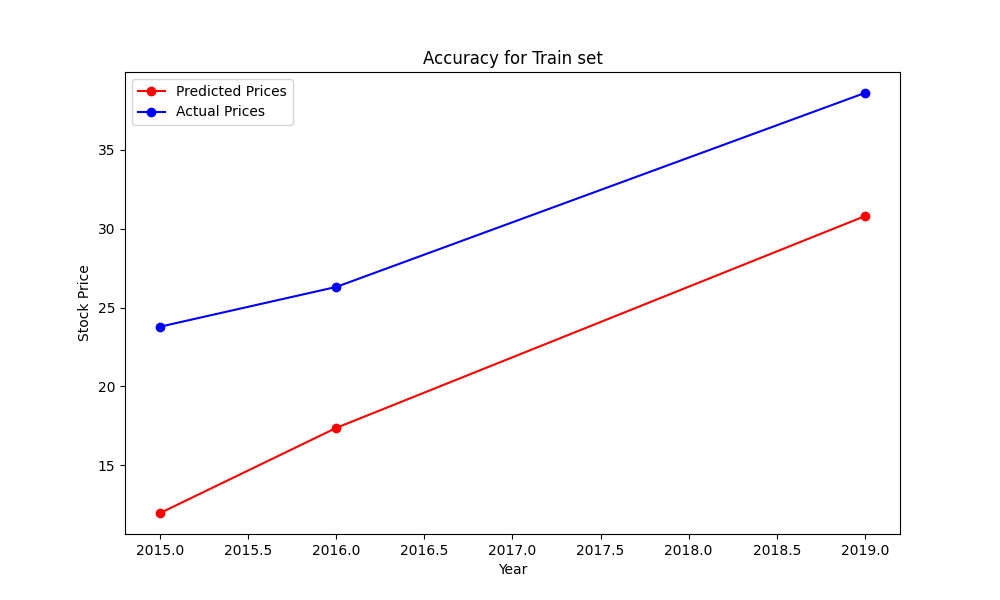 Accuracy for Train set
Predicted Prices
Actual Prices
35
30
25
20
15
Stock Price
2015.0 2015.5 2016.0 2016.5 2017.0 2017.5 2018.0 2018.5 2019.0
Year